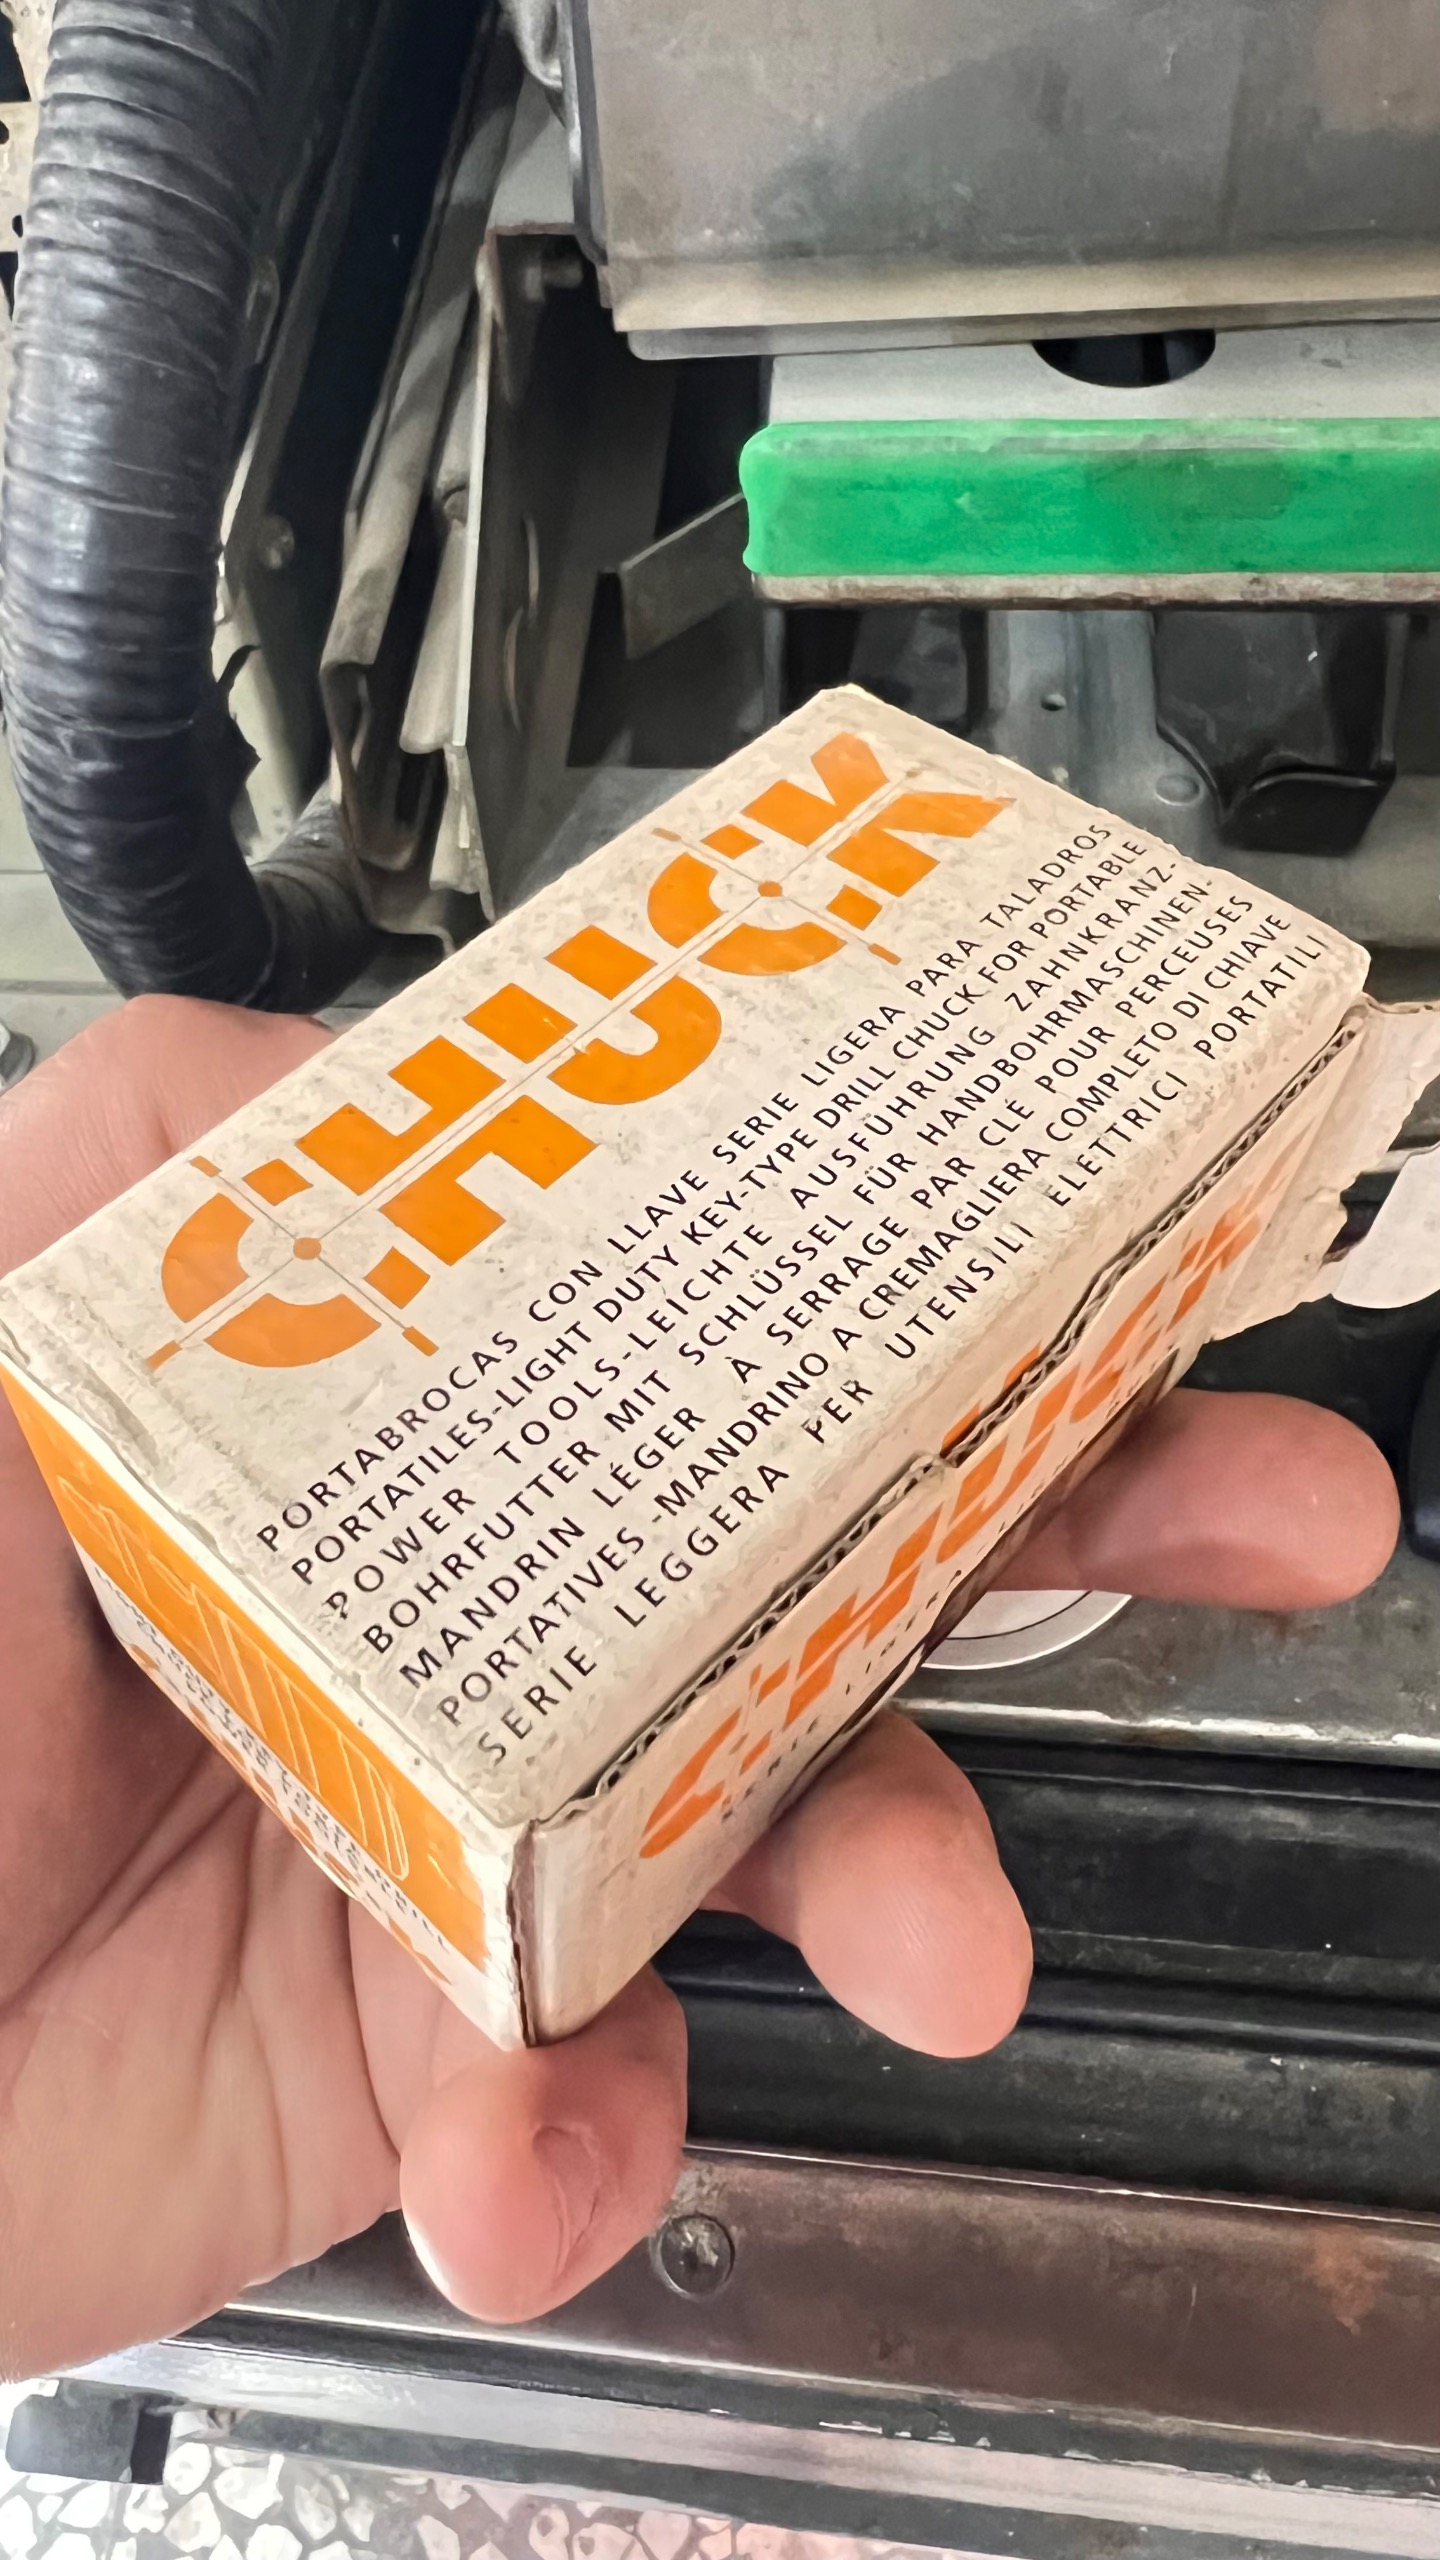 CHUCK
PORTABROCAS CON LLAVE SERIE LIGERA PARA TALADROS
PORTATILES-LIGHT DUTY KEY-TYPE DRILL CHUCK FOR PORTABLE
POWER TOOLS-LEICHTE AUSFÜHRUNG ZAHNKRANZ-
BOHRFUTTER MIT SCHLÜSSEL FÜR HANDBOHRMASCHINEN-
MANDRIN LÉGER À SERRAGE PAR CLÉ POUR PERCEUSES
PORTATIVES-MANDRINO A CREMAGLIERA COMPLETO DI CHIAVE
SERIE LEGGERA PER UTENSILI ELETTRICI PORTATILI
CHUCK